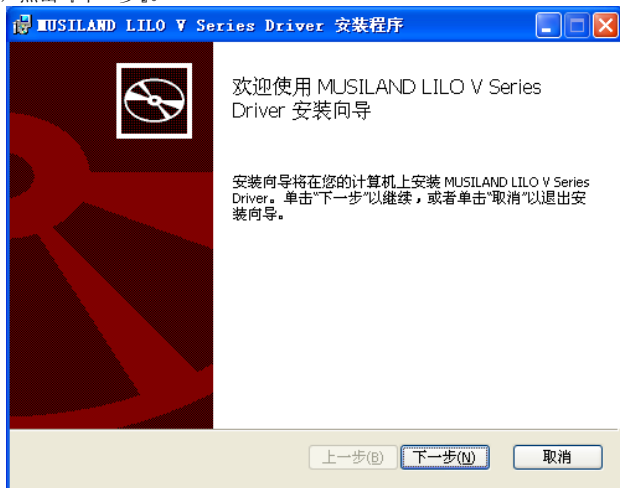 MUSILAND LILO V Series Driver 安装程序
欢迎使用 MUSILAND LILO V Series
Driver 安装向导
安装向导将在您的计算机上安装 MUSILAND LILO V Series
Driver。单击“下一步”以继续，或者单击“取消”以退出安
装向导。
上一步(B) 下一步(N) 取消